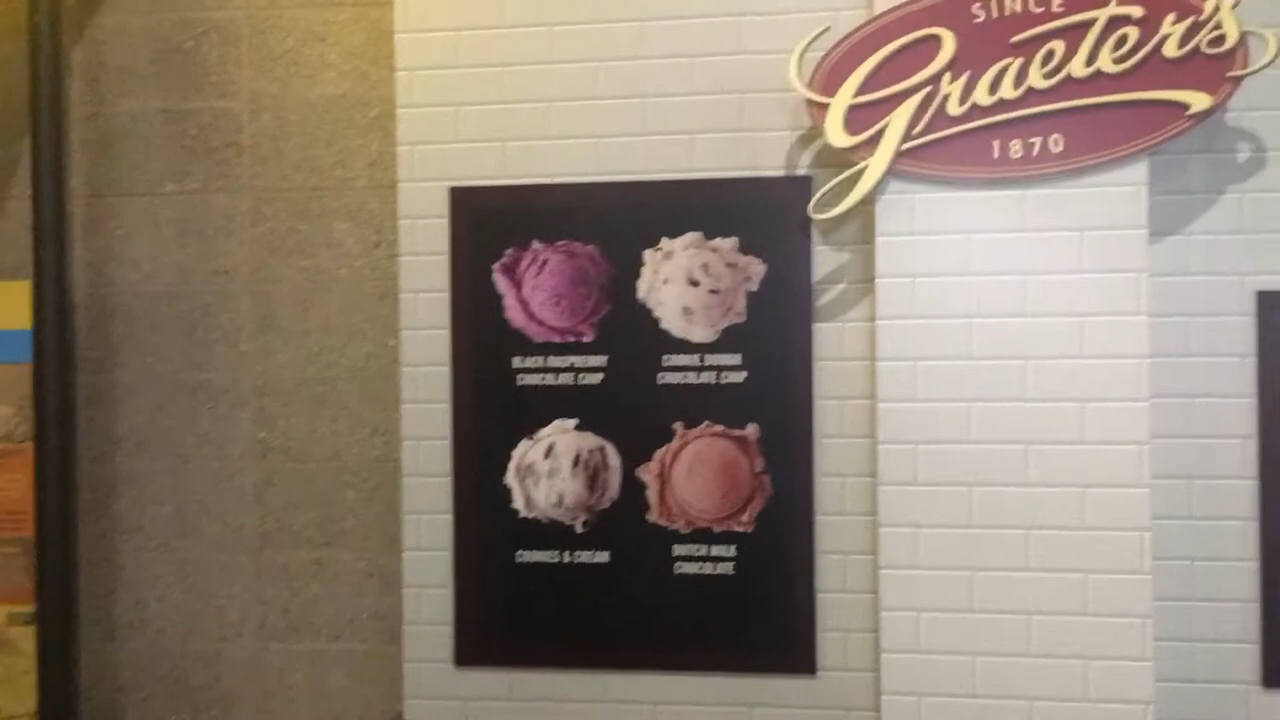 SINCE
Graeter's
1870
BLACK RASPBERRY
CHOCOLATE CHIP
COOKIE DOUGH
CHOCOLATE CHIP
COOKIES & CREAM
DUTCH MILK
CHOCOLATE